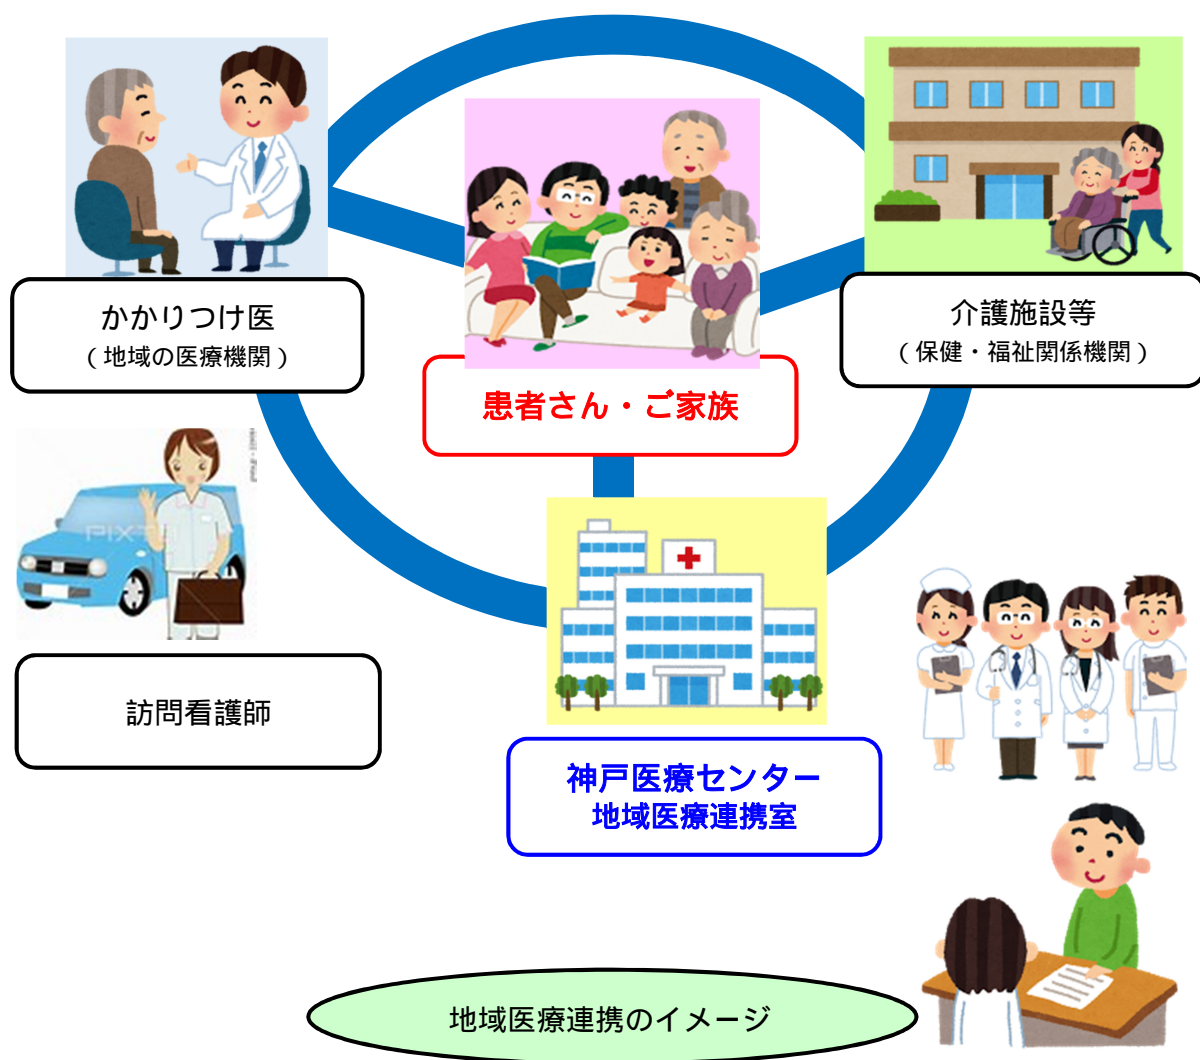 かかりつけ医
（地域の医療機関）
介護施設等
（保健・福祉関係機関）
患者さん・ご家族
訪問看護師
神戸医療センター
地域医療連携室
地域医療連携のイメージ